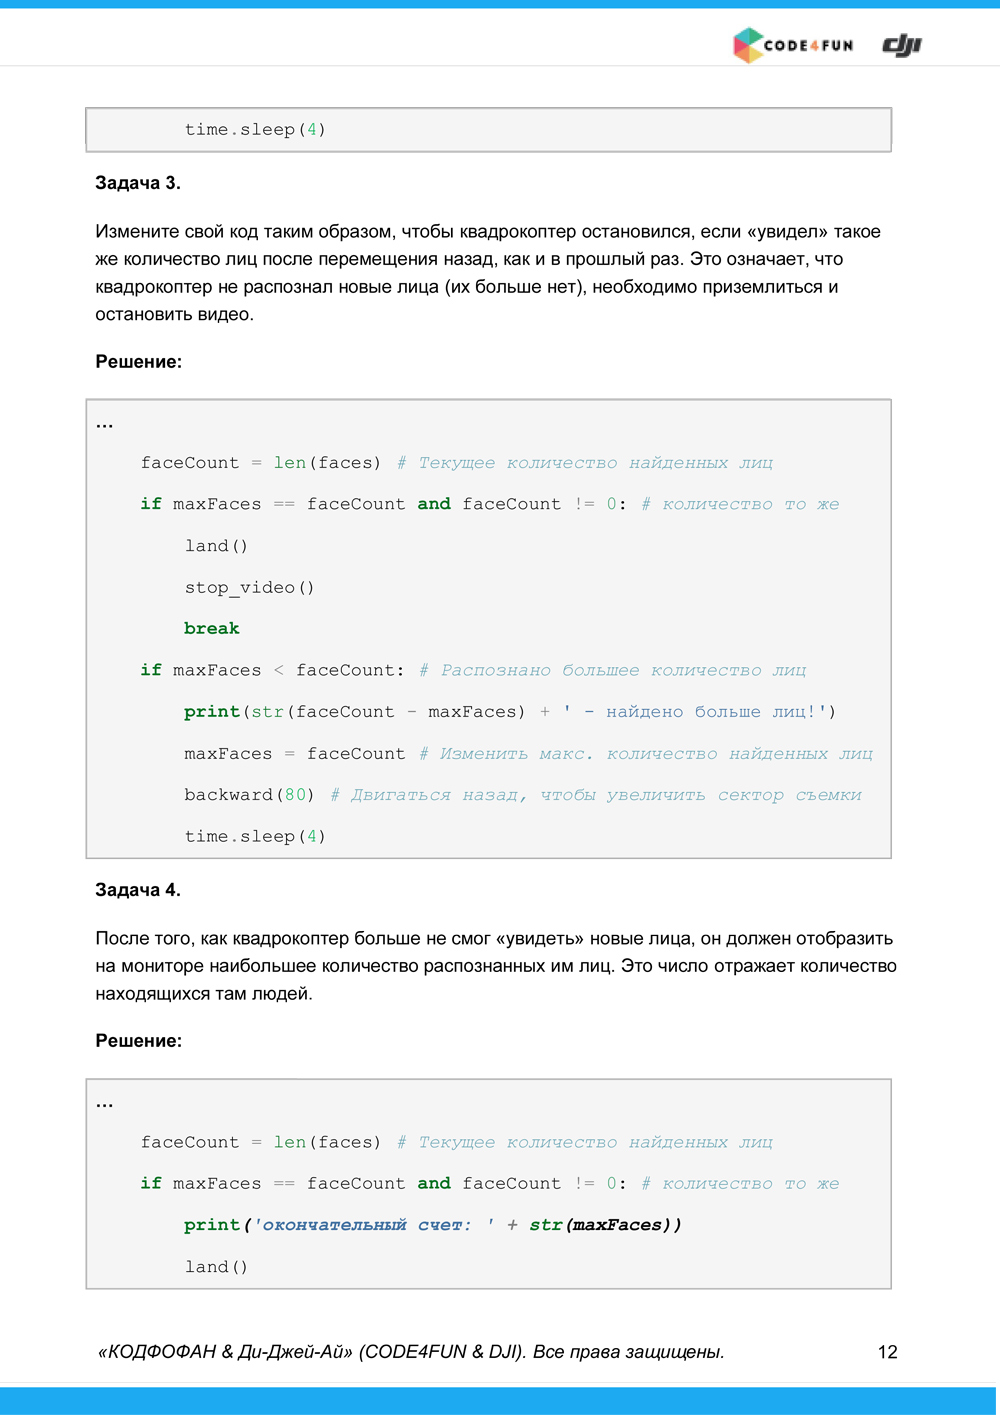 CODE4FUN dji
time.sleep(4)
Задача 3.
Измените свой код таким образом, чтобы квадрокоптер остановился, если «увидел» такое
же количество лиц после перемещения назад, как и в прошлый раз. Это означает, что
квадрокоптер не распознал новые лица (их больше нет), необходимо приземлиться и
остановить видео.
Решение:
...
faceCount = len(faces) # Текущее количество найденных лиц
if maxFaces == faceCount and faceCount != 0: # количество то же
land()
stop_video()
break
if maxFaces < faceCount: # Распознано большее количество лиц
print(str(faceCount - maxFaces) + ' - найдено больше лиц!')
maxFaces = faceCount # Изменить макс. количество найденных лиц
backward(80) # Двигаться назад, чтобы увеличить сектор съемки
time.sleep(4)
Задача 4.
После того, как квадрокоптер больше не смог «увидеть» новые лица, он должен отобразить
на мониторе наибольшее количество распознанных им лиц. Это число отражает количество
находящихся там людей.
Решение:
...
faceCount = len(faces) # Текущее количество найденных лиц
if maxFaces == faceCount and faceCount != 0: # количество то же
print('окончательный счет: ' + str(maxFaces))
land()
«КОДФОФАН & Ди-Джей-Ай» (CODE4FUN & DJI). Все права защищены. 12